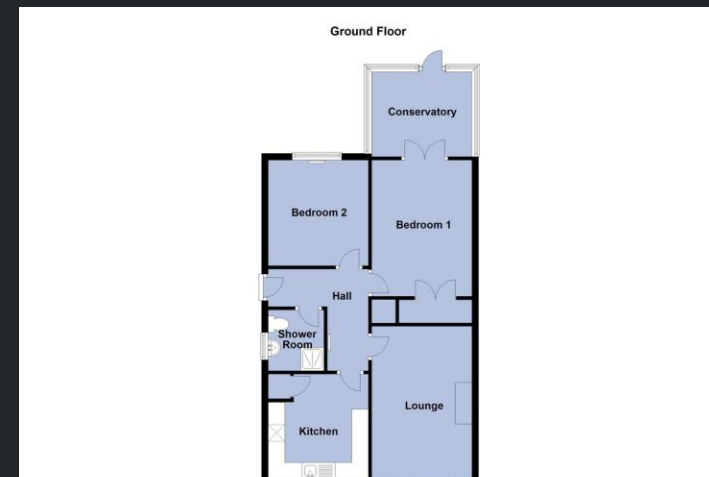 Ground Floor
Conservatory
Bedroom 2
Bedroom 1
Hall
Shower
Room
Lounge
Kitchen